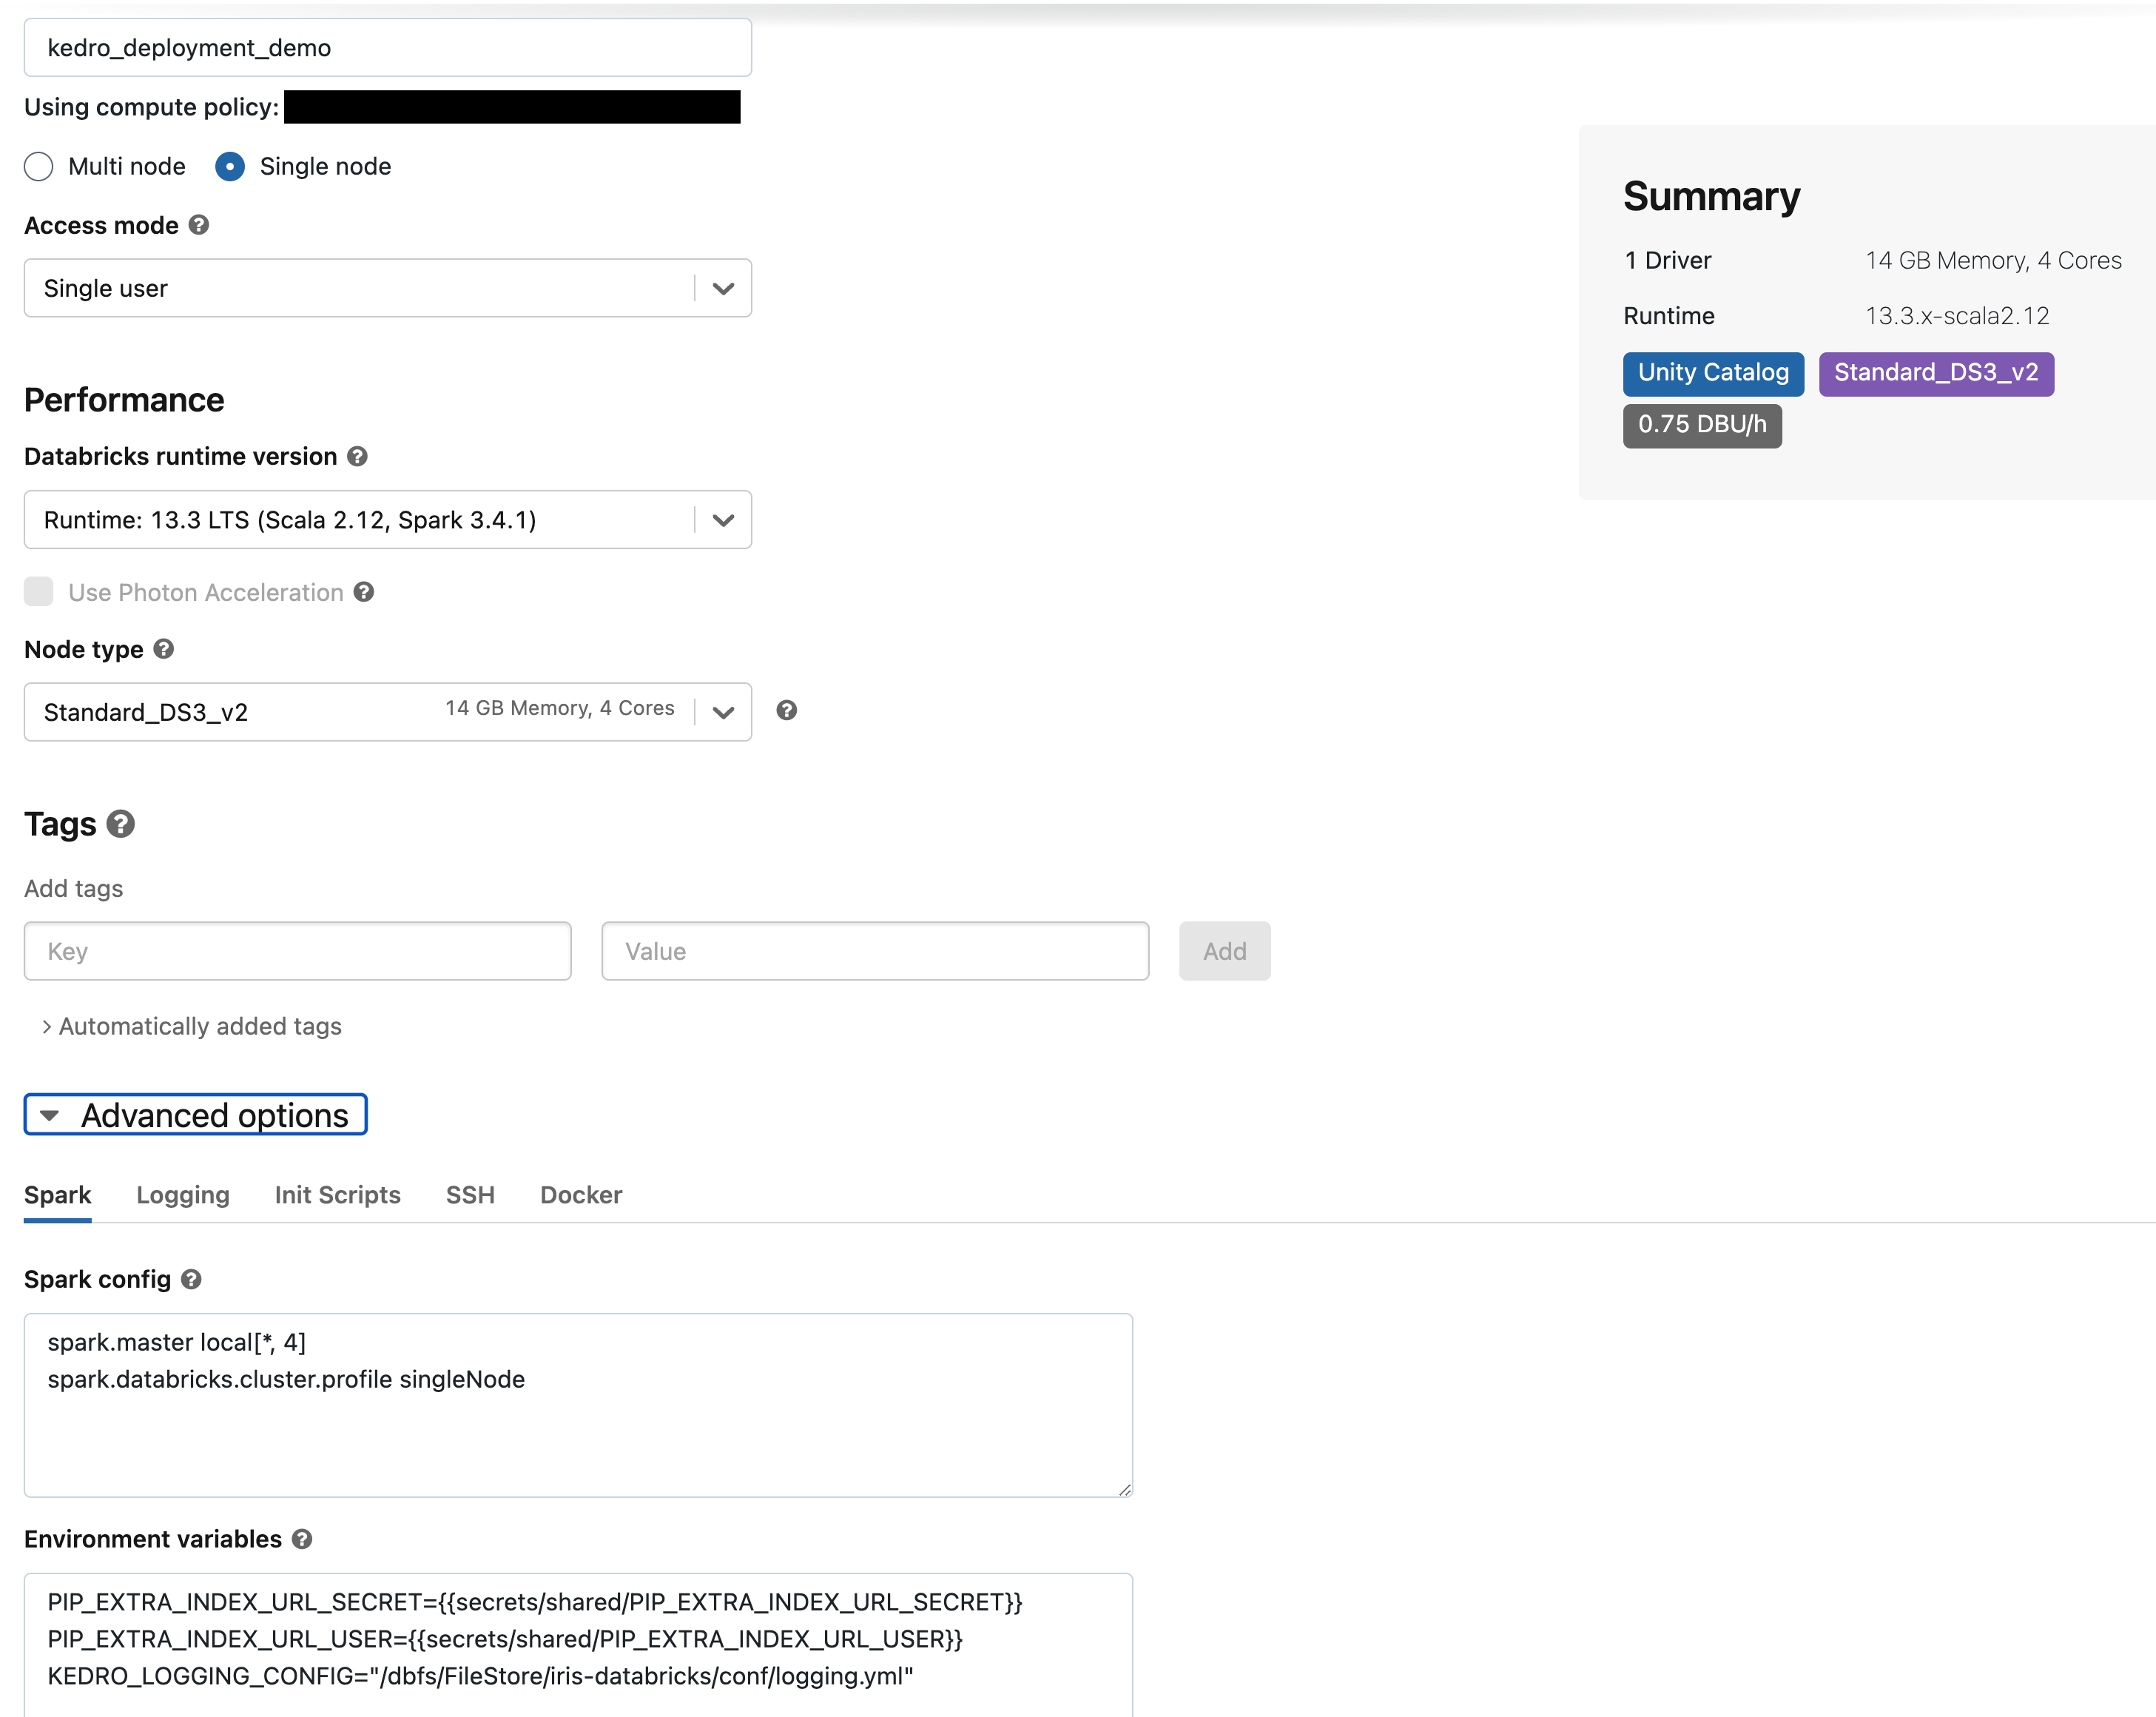 kedro_deployment_demo
Using compute policy:
Multi node Single node
Access mode
Single user
Performance
Databricks runtime version
Runtime: 13.3 LTS (Scala 2.12, Spark 3.4.1)
Use Photon Acceleration
Node type
Standard_DS3_v2 14 GB Memory, 4 Cores
Tags
Add tags
Key Value Add
Automatically added tags
Advanced options
Spark Logging Init Scripts SSH Docker
Spark config
spark.master local[*, 4]
spark.databricks.cluster.profile singleNode
Environment variables
PIP_EXTRA_INDEX_URL_SECRET={{secrets/shared/PIP_EXTRA_INDEX_URL_SECRET}}
PIP_EXTRA_INDEX_URL_USER={{secrets/shared/PIP_EXTRA_INDEX_URL_USER}}
KEDRO_LOGGING_CONFIG="/dbfs/FileStore/iris-databricks/conf/logging.yml"
Summary
1 Driver 14 GB Memory, 4 Cores
Runtime 13.3.x-scala2.12
Unity Catalog Standard_DS3_v2
0.75 DBU/h